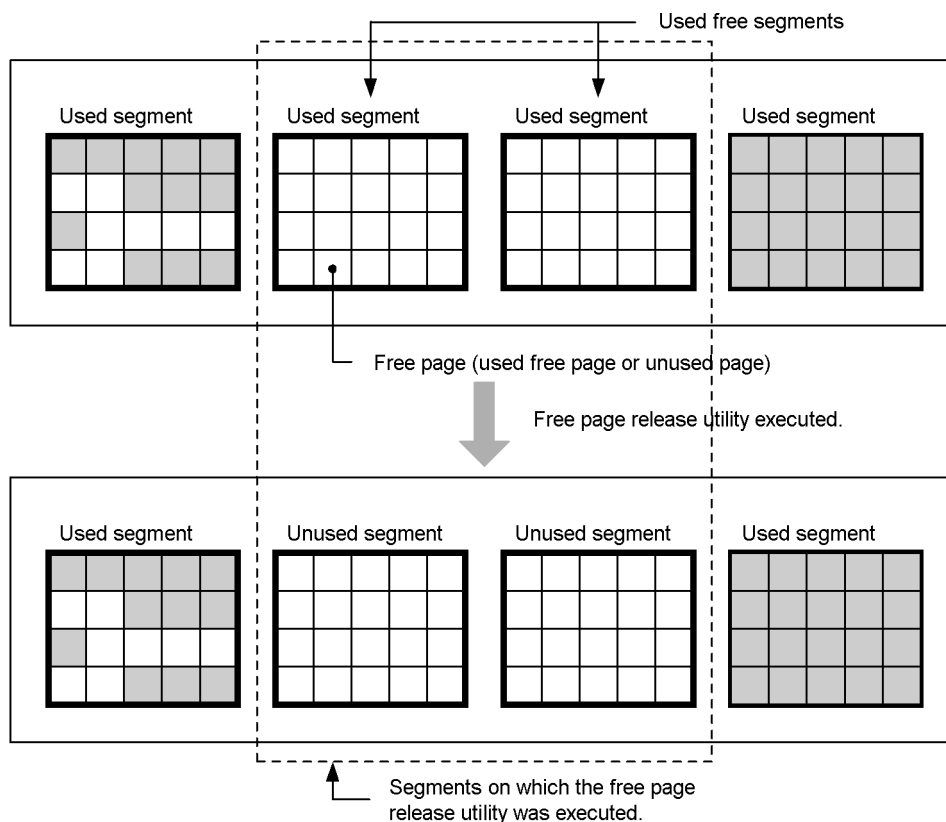 Used free segments
Used segment
Used segment
Used segment
Used segment
Free page (used free page or unused page)
Free page release utility executed.
Used segment
Unused segment
Unused segment
Used segment
Segments on which the free page
release utility was executed.